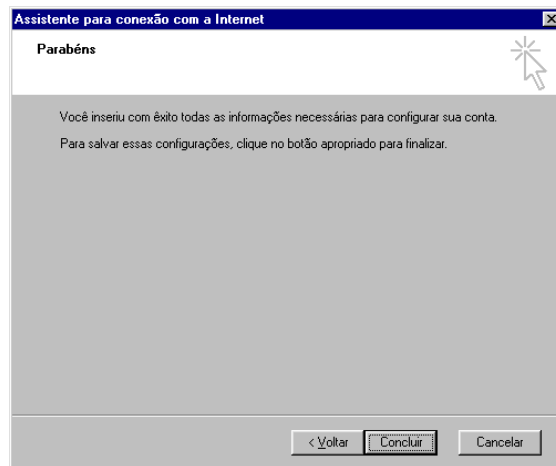 Assistente para conexão com a Internet
Parabéns
Você inseriu com êxito todas as informações necessárias para configurar sua conta.
Para salvar essas configurações, clique no botão apropriado para finalizar.
< Voltar Concluir Cancelar